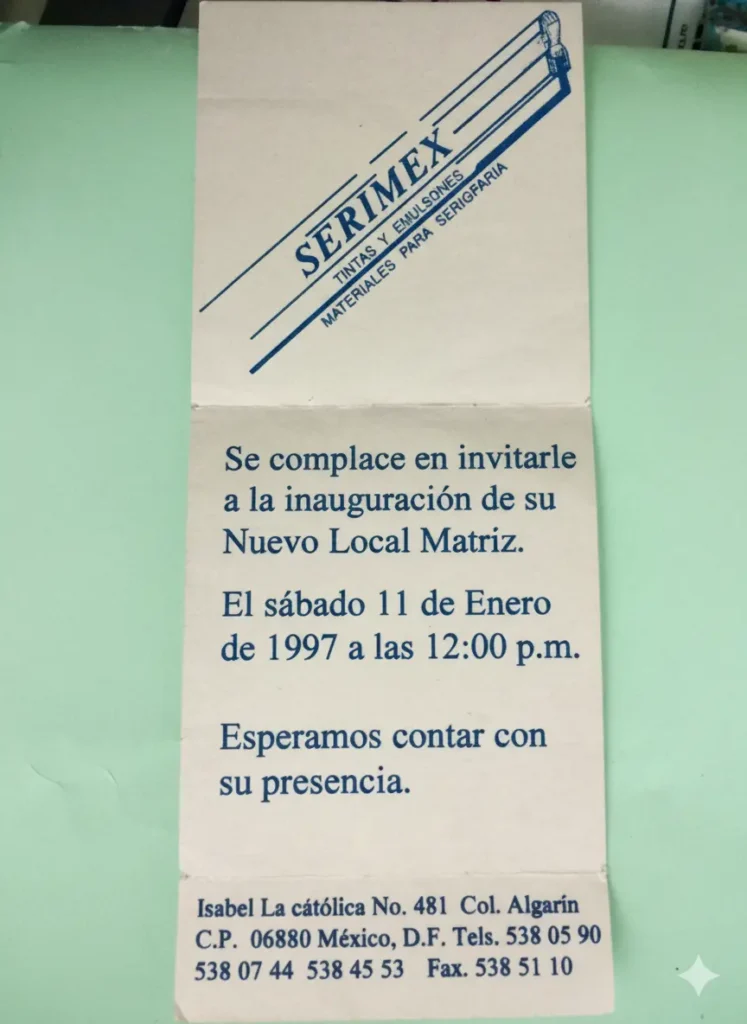 SERIMEX
TINTAS Y EMULSONES
MATERIALES PARA SERIGFARIA
Se complace en invitarle
a la inauguración de su
Nuevo Local Matriz.
El sábado 11 de Enero
de 1997 a las 12:00 p.m.
Esperamos contar con
su presencia.
Isabel La cátólica No. 481 Col. Algarín
C.P. 06880 México, D.F. Tels. 538 05 90
538 07 44 538 45 53 Fax. 538 51 10